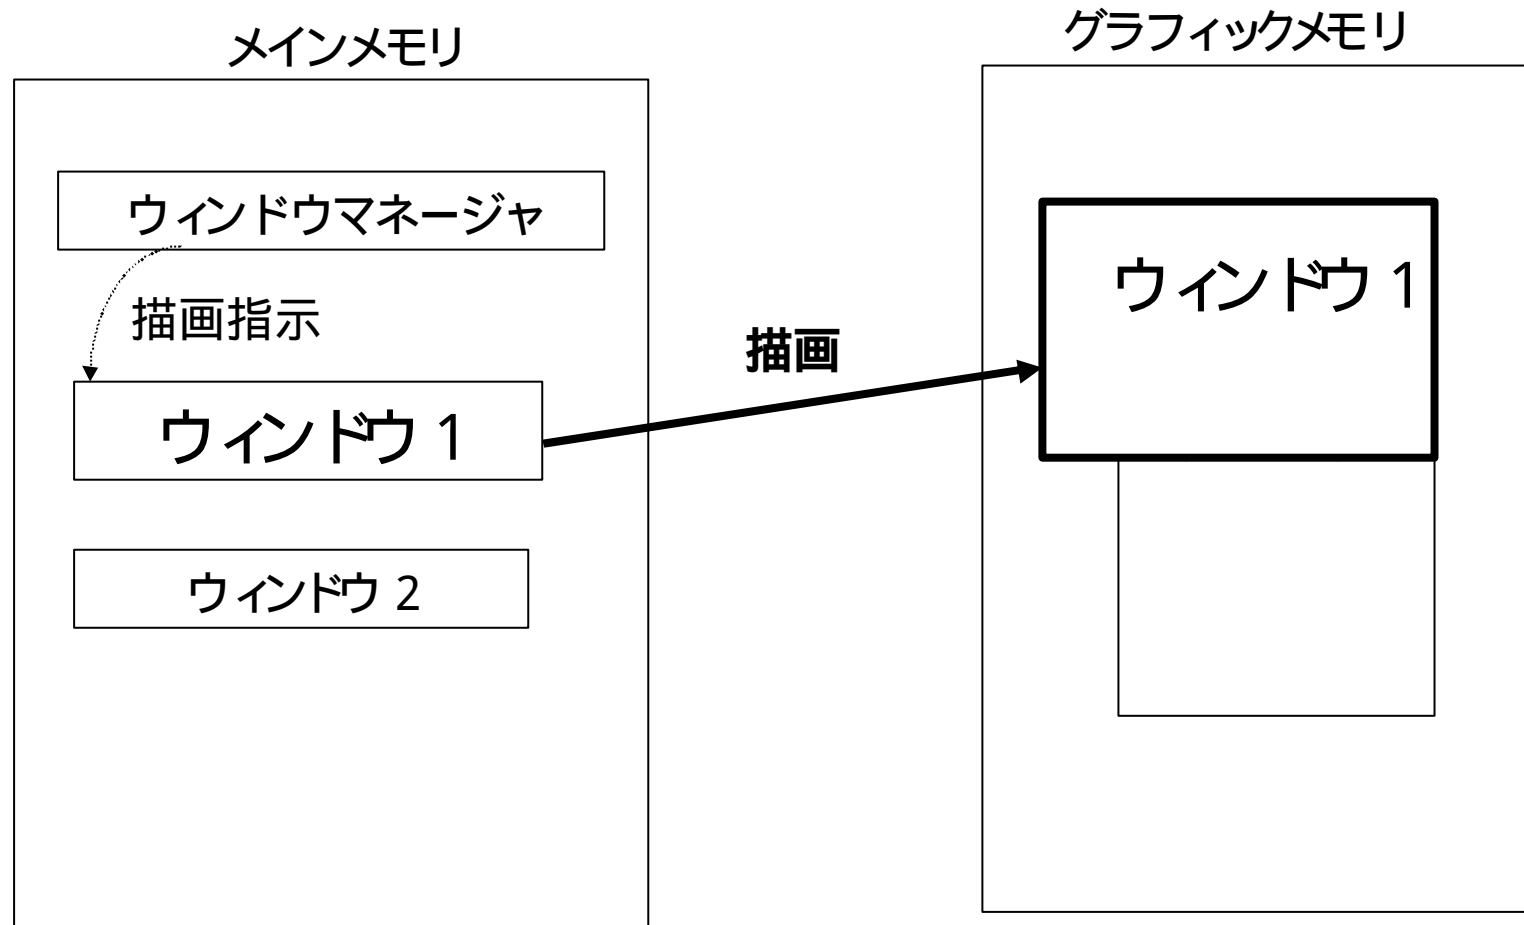 メインメモリ
グラフィックメモリ
ウィンドウマネージャ
描画指示
ウィンドウ 1
ウィンドウ 2
描画
ウィンドウ 1